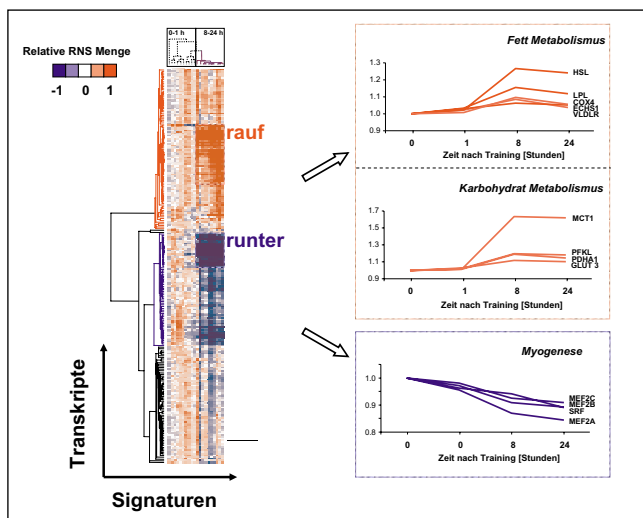 Relative RNS Menge
-1 0 1
0-1 h 8-24 h
rauf
runter
Transkripte
Signaturen
Fett Metabolismus
1.3
1.2
1.1
1.0
0.9
HSL
LPL
COX4
ECHS1
VLDLR
0 1 8 24
Zeit nach Training [Stunden]
Karbohydrat Metabolismus
1.7
1.5
1.3
1.1
0.9
MCT1
PFKL
PDHA1
GLUT 3
0 1 8 24
Zeit nach Training [Stunden]
Myogenese
1.0
0.9
0.8
MEF2C
MEF2B
SRF
MEF2A
0 0 8 24
Zeit nach Training [Stunden]